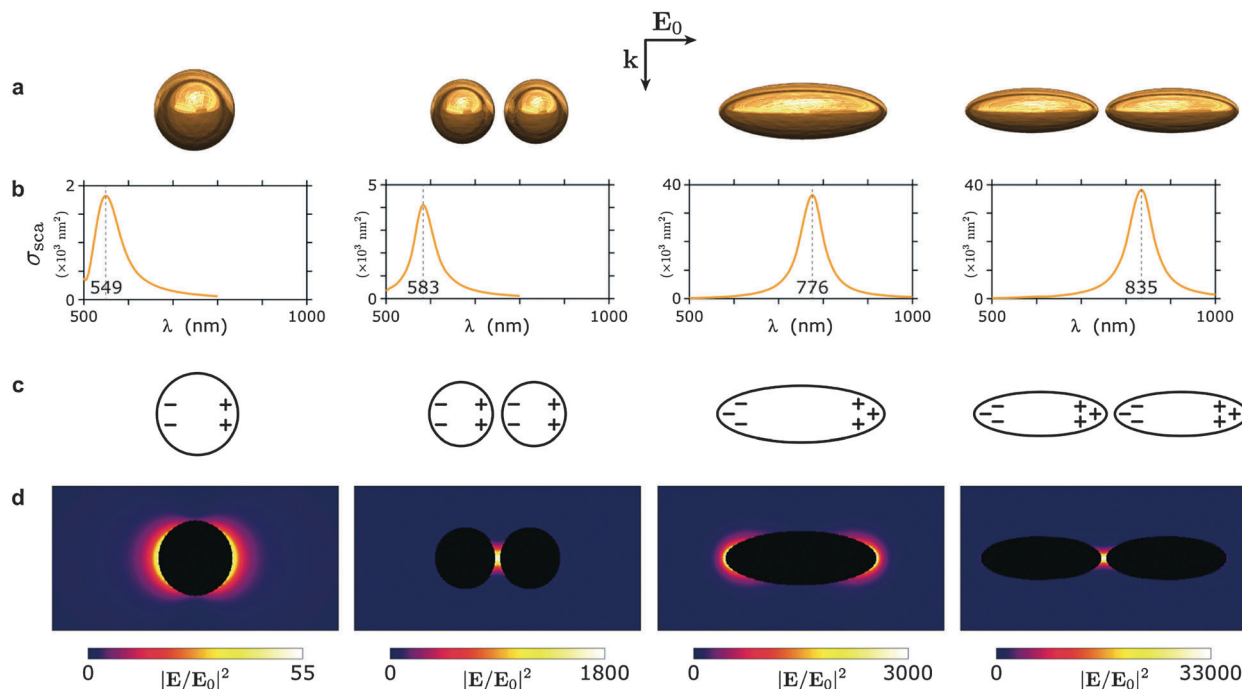 E₀
k
a
b
σsca
(×10³ nm²)
2
0
549
500
1000
λ (nm)
(×10³ nm²)
5
0
583
500
1000
λ (nm)
(×10³ nm²)
40
0
776
500
1000
λ (nm)
(×10³ nm²)
40
0
835
500
1000
λ (nm)
c
− +
− +
− + − +
− + − +
− − − + + +
− − − + + + − − − + + +
d
0 55
|E/E₀|²
0 1800
|E/E₀|²
0 3000
|E/E₀|²
0 33000
|E/E₀|²